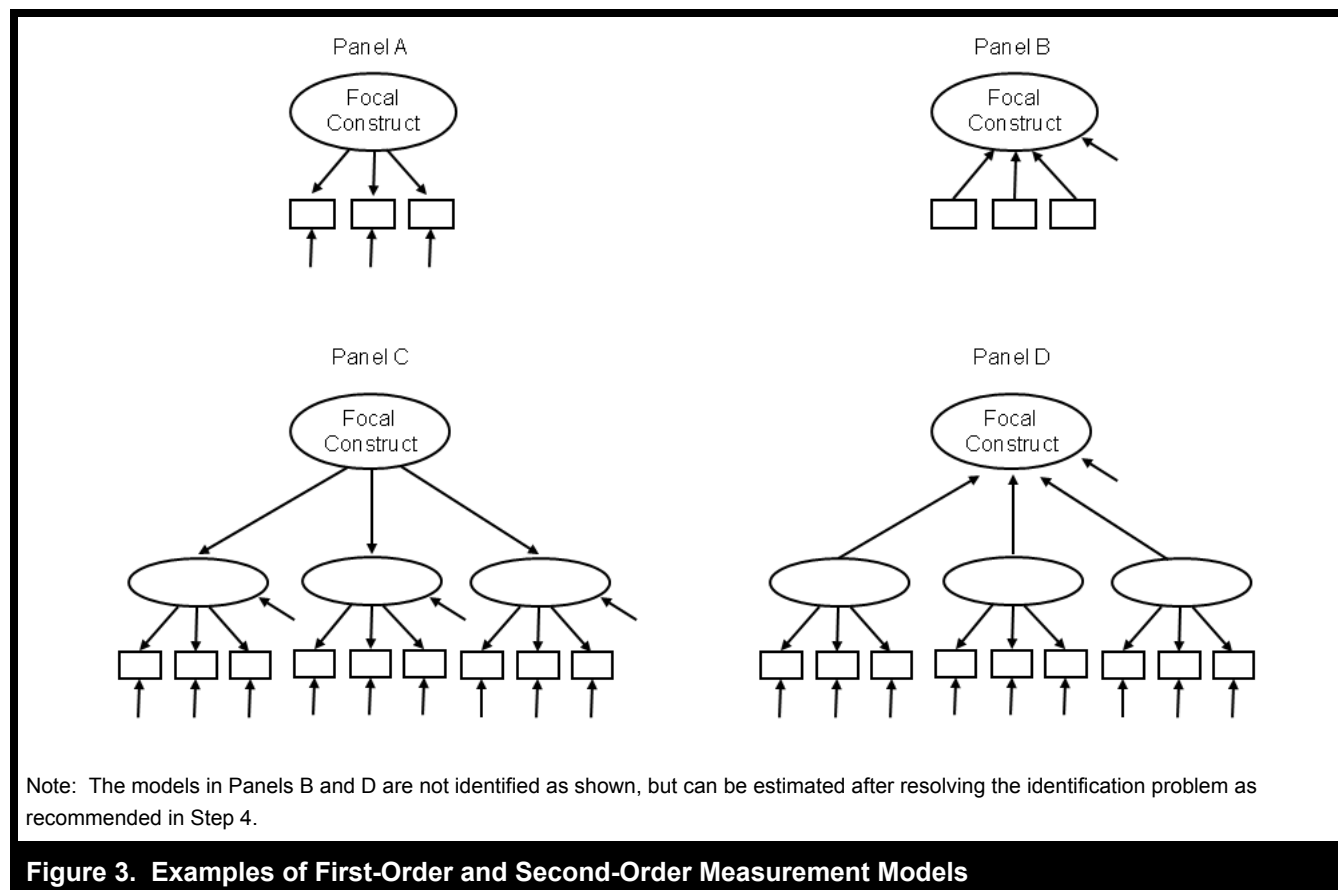 Panel A
Panel B
Focal
Construct
Focal
Construct
Panel C
Panel D
Focal
Construct
Focal
Construct
Note: The models in Panels B and D are not identified as shown, but can be estimated after resolving the identification problem as
recommended in Step 4.
Figure 3. Examples of First-Order and Second-Order Measurement Models